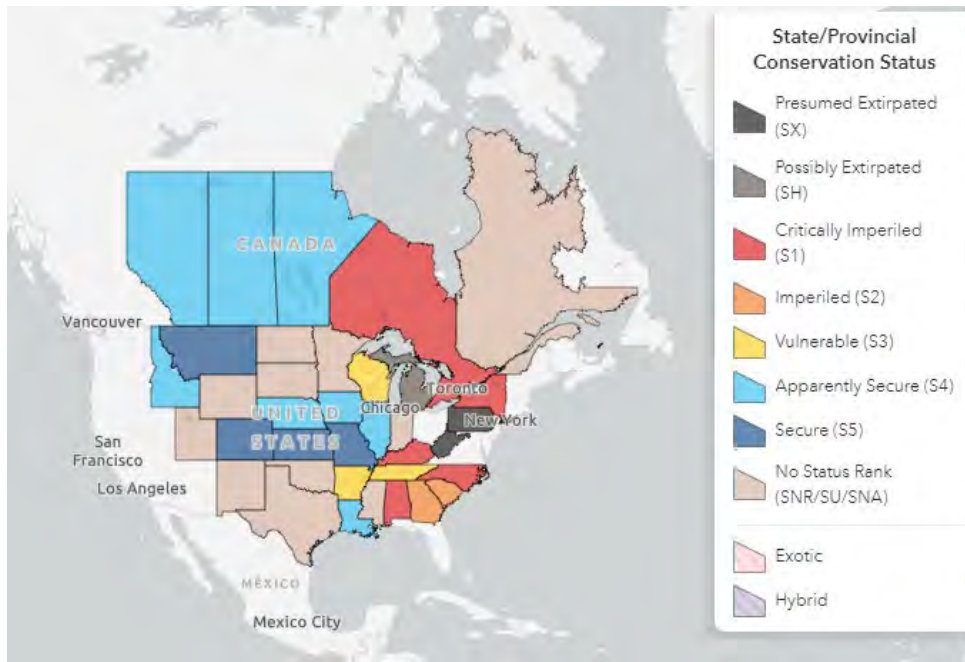 CANADA
Vancouver
Toronto
Chicago
New York
UNITED
STATES
San
Francisco
Los Angeles
MÉXICO
Mexico City
State/Provincial
Conservation Status
Presumed Extirpated
(SX)
Possibly Extirpated
(SH)
Critically Imperiled
(S1)
Imperiled (S2)
Vulnerable (S3)
Apparently Secure (S4)
Secure (S5)
No Status Rank
(SNR/SU/SNA)
Exotic
Hybrid